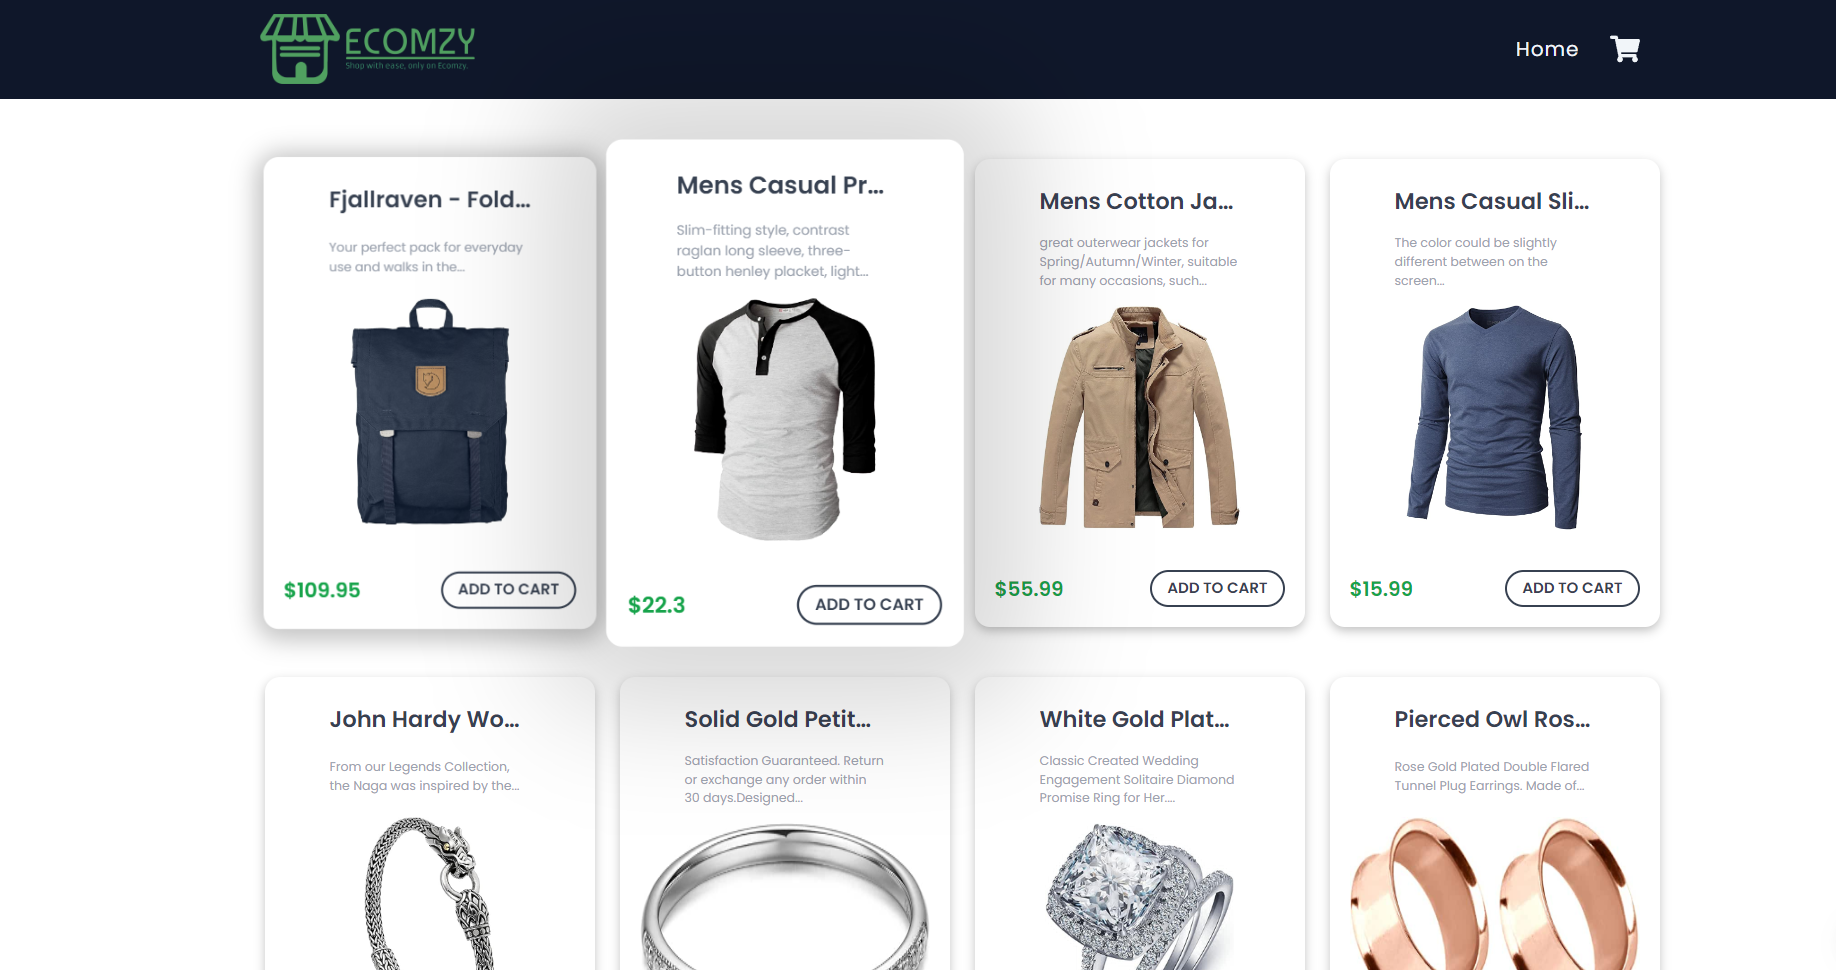 ECOMZY
Shop with ease, only on Ecomzy.
Home
Fjallraven - Fold...
Your perfect pack for everyday
use and walks in the...
$109.95
ADD TO CART
Mens Casual Pr...
Slim-fitting style, contrast
raglan long sleeve, three-
button henley placket, light...
$22.3
ADD TO CART
Mens Cotton Ja...
great outerwear jackets for
Spring/Autumn/Winter, suitable
for many occasions, such...
$55.99
ADD TO CART
Mens Casual Sli...
The color could be slightly
different between on the
screen...
$15.99
ADD TO CART
John Hardy Wo...
From our Legends Collection,
the Naga was inspired by the...
Solid Gold Petit...
Satisfaction Guaranteed. Return
or exchange any order within
30 days.Designed...
White Gold Plat...
Classic Created Wedding
Engagement Solitaire Diamond
Promise Ring for Her....
Pierced Owl Ros...
Rose Gold Plated Double Flared
Tunnel Plug Earrings. Made of...